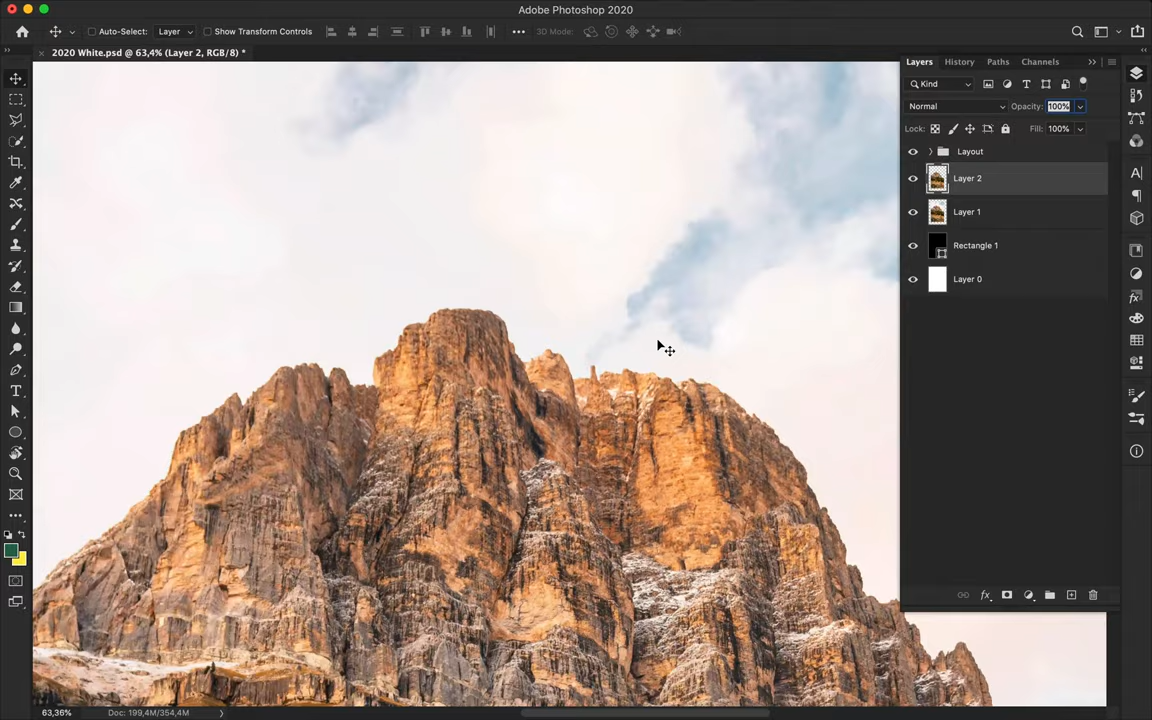 Adobe Photoshop 2020
Auto-Select: Layer Show Transform Controls 3D Mode:
2020 White.psd @ 63,4% (Layer 2, RGB/8) *
Layers History Paths Channels
Kind
Normal Opacity: 100%
Lock: Fill: 100%
Layout
Layer 2
Layer 1
Rectangle 1
Layer 0
63,36% Doc: 199,4M/354,4M